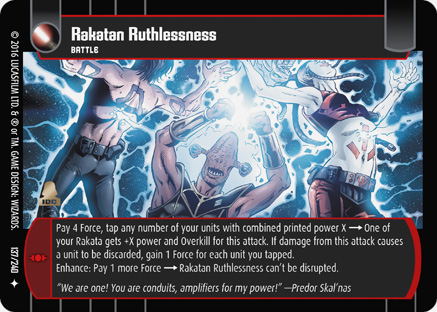 Rakatan Ruthlessness
BATTLE
Pay 4 Force, tap any number of your units with combined printed power X → One of
your Rakata gets +X power and Overkill for this attack. If damage from this attack causes
a unit to be discarded, gain 1 Force for each unit you tapped.
Enhance: Pay 1 more Force → Rakatan Ruthlessness can't be disrupted.
"We are one! You are conduits, amplifiers for my power!" —Predor Skal'nas
© 2016 LUCASFILM LTD. & ® or TM. GAME DESIGN: WIZARDS.
137/240